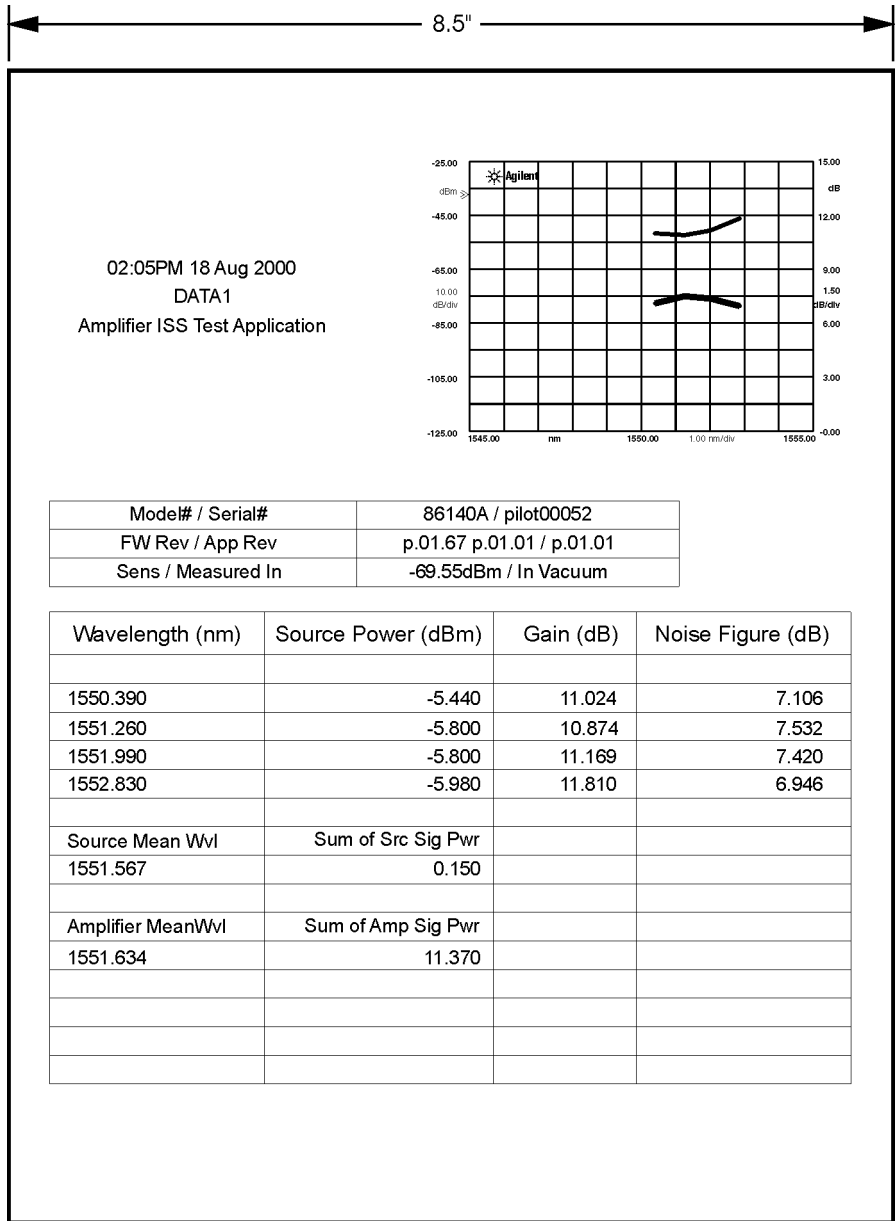 8.5"
-25.00
15.00
Agilent
dBm
dB
-45.00
12.00
02:05PM 18 Aug 2000
DATA1
Amplifier ISS Test Application
-65.00
9.00
10.00
dB/div
1.50
dB/div
-85.00
6.00
-105.00
3.00
-125.00
-0.00
1545.00 nm 1550.00 1.00 nm/div 1555.00
Model# / Serial# 86140A / pilot00052
FW Rev / App Rev p.01.67 p.01.01 / p.01.01
Sens / Measured In -69.55dBm / In Vacuum
Wavelength (nm) Source Power (dBm) Gain (dB) Noise Figure (dB)
1550.390 -5.440 11.024 7.106
1551.260 -5.800 10.874 7.532
1551.990 -5.800 11.169 7.420
1552.830 -5.980 11.810 6.946
Source Mean Wvl Sum of Src Sig Pwr
1551.567 0.150
Amplifier MeanWvl Sum of Amp Sig Pwr
1551.634 11.370